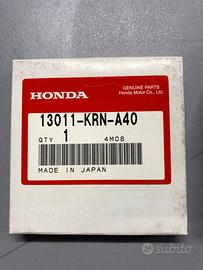 GENUINE PARTS
Honda Motor Co., Ltd.
HONDA
13011-KRN-A40
QTY 1 4M08
MADE IN JAPAN
subito